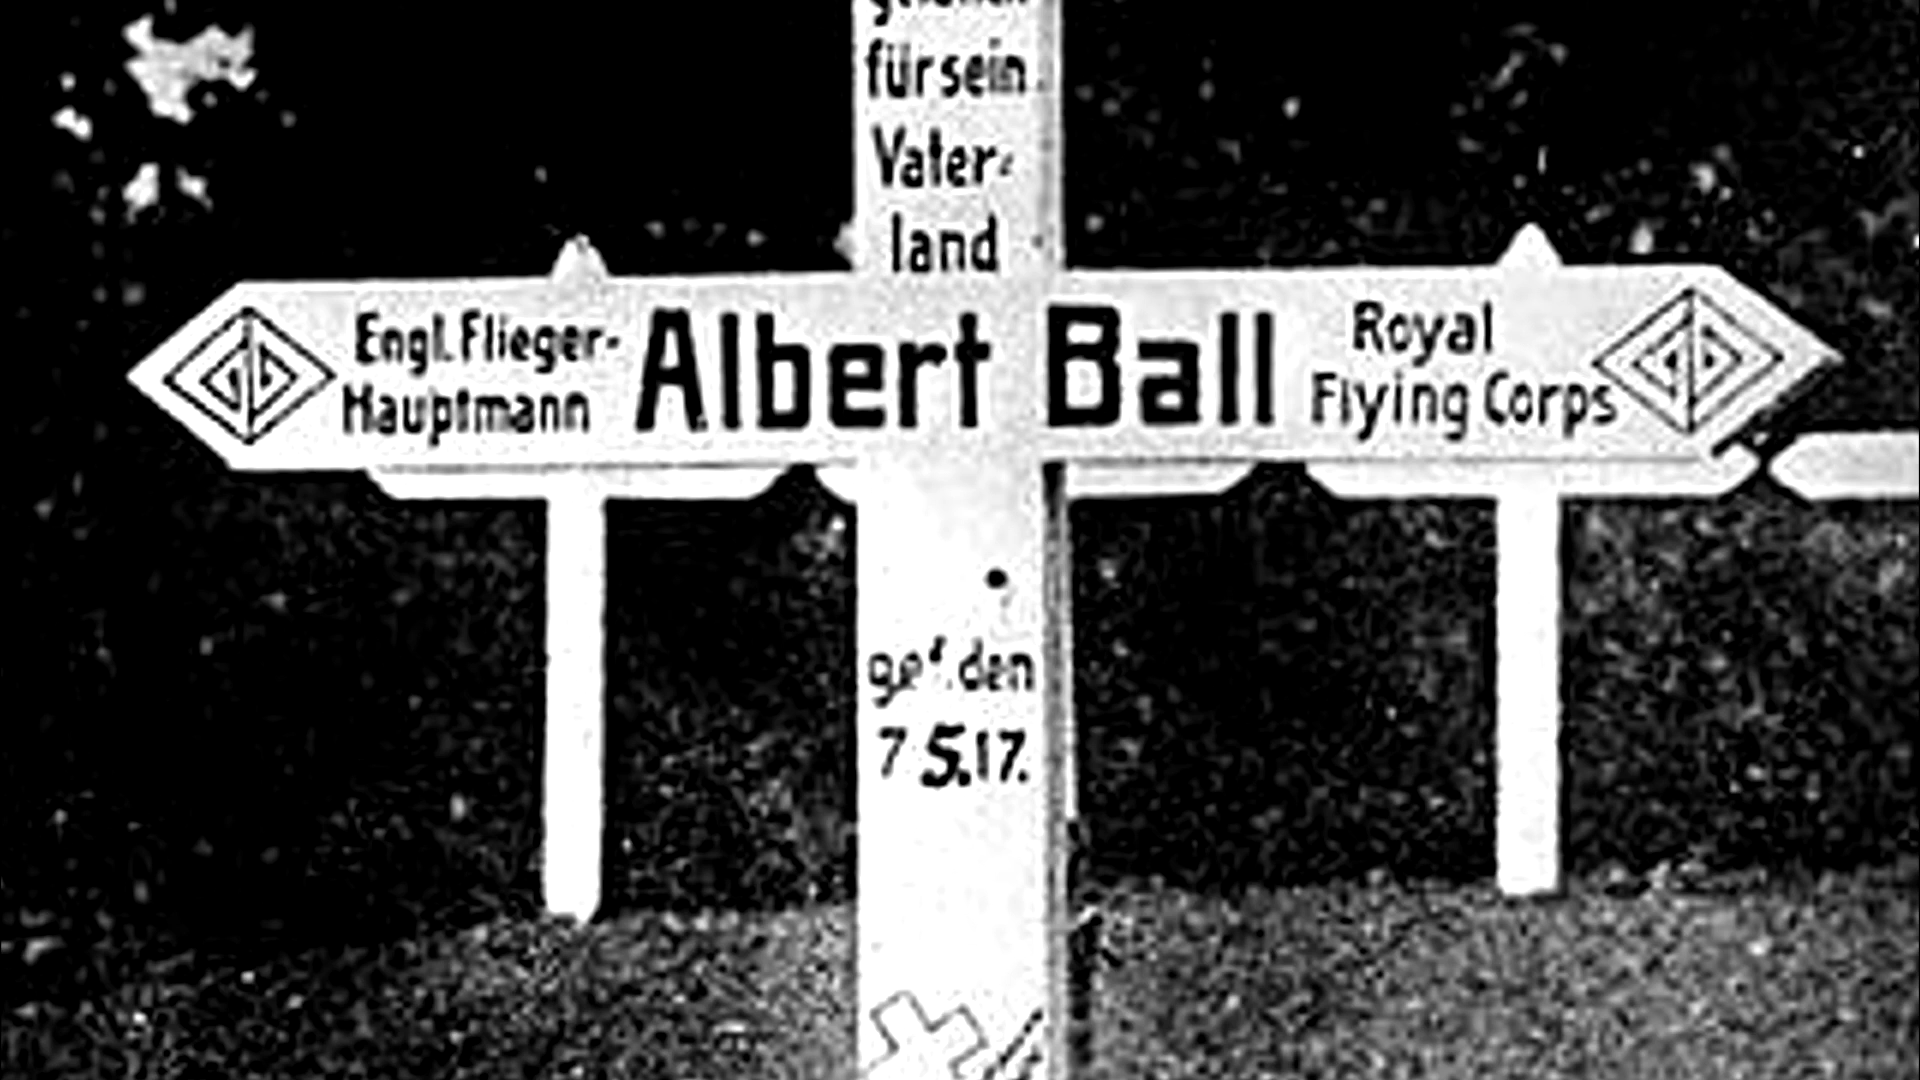 für sein
Vater-
land
Engl. Flieger-
Hauptmann
Albert Ball
Royal
Flying Corps
gef. den
7 5.17.